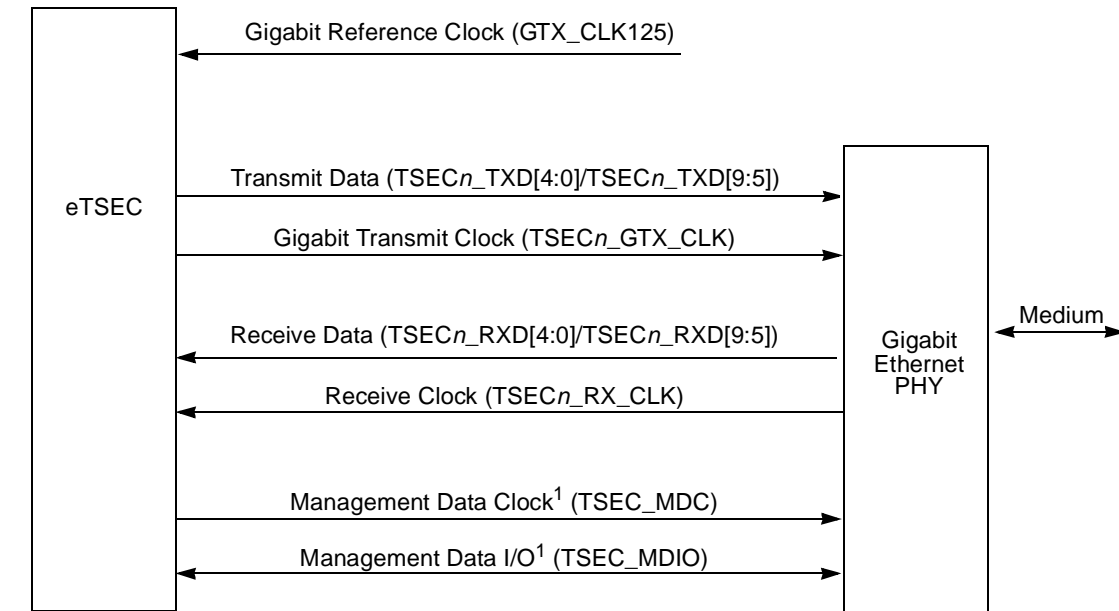 Gigabit Reference Clock (GTX_CLK125)
Transmit Data (TSECn_TXD[4:0]/TSECn_TXD[9:5])
eTSEC
Gigabit Transmit Clock (TSECn_GTX_CLK)
Medium
Receive Data (TSECn_RXD[4:0]/TSECn_RXD[9:5])
Gigabit
Ethernet
PHY
Receive Clock (TSECn_RX_CLK)
Management Data Clock¹ (TSEC_MDC)
Management Data I/O¹ (TSEC_MDIO)